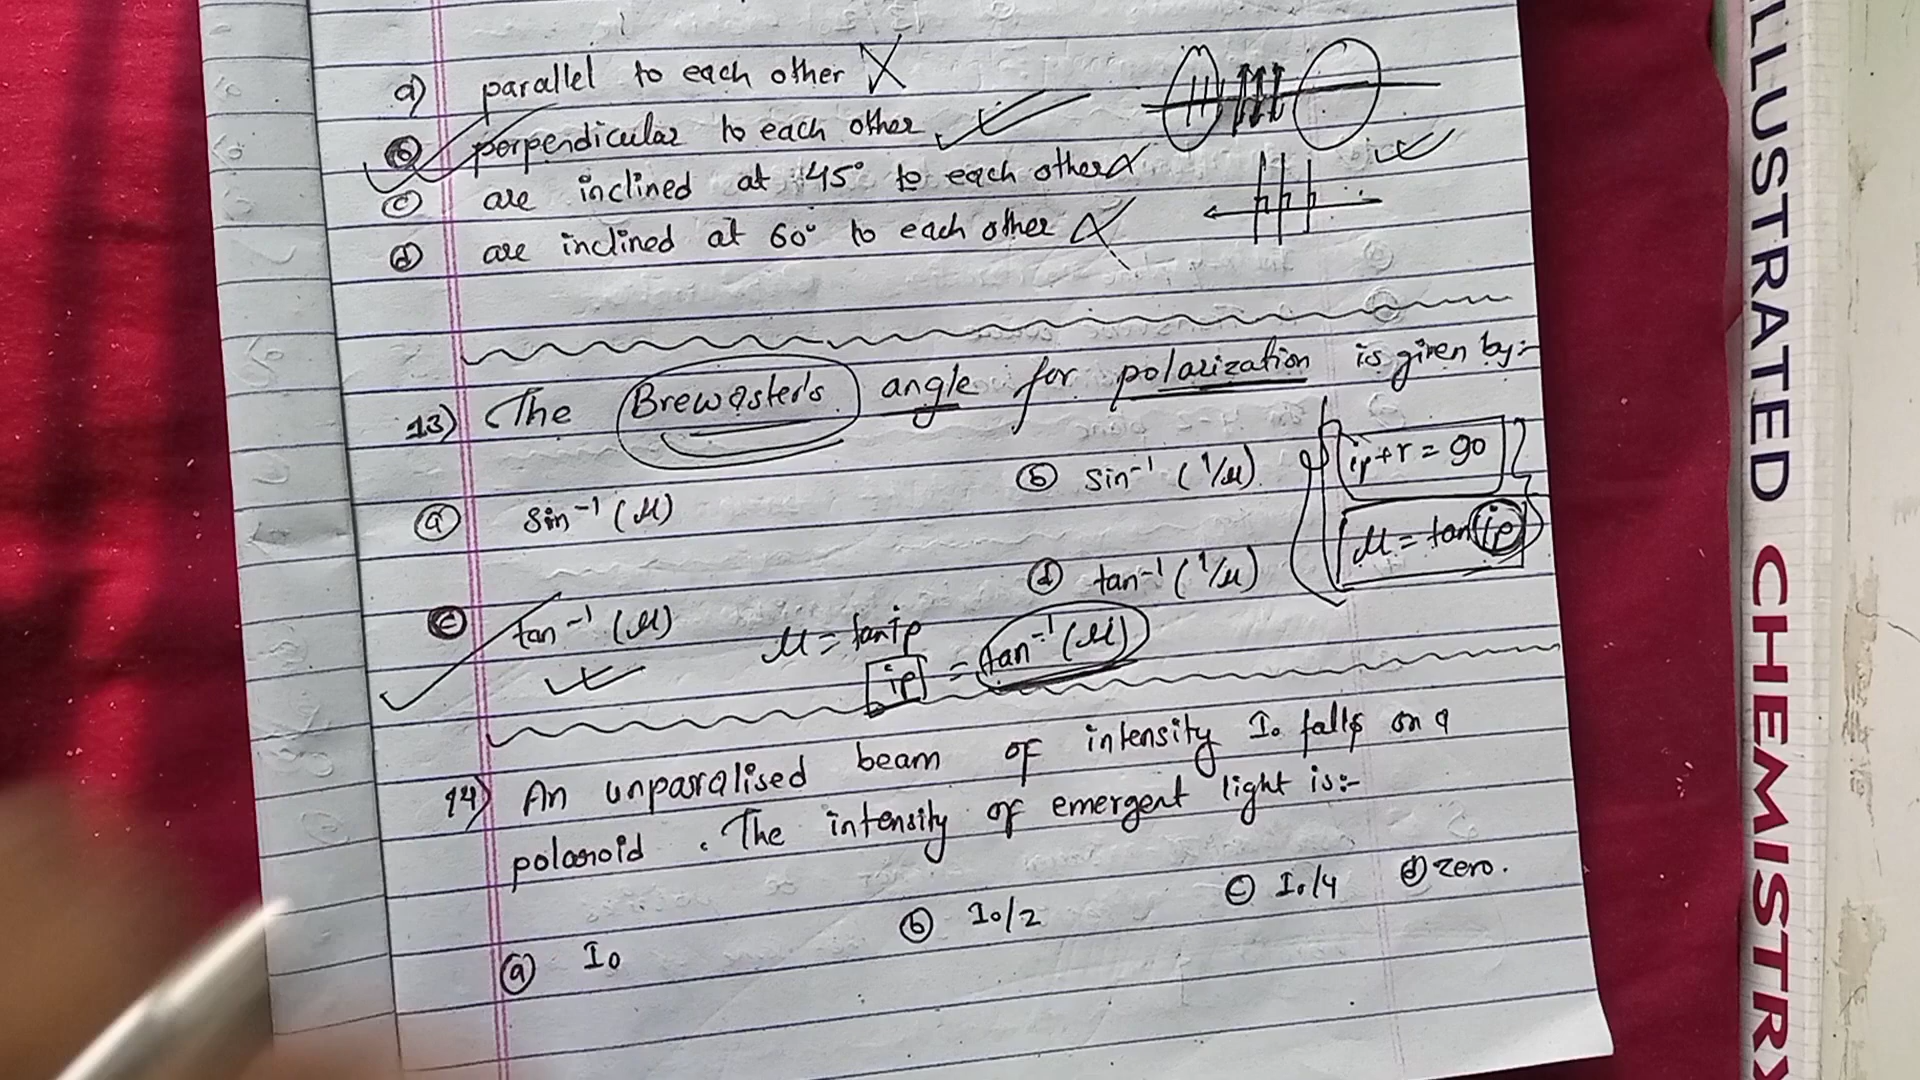 a) parallel to each other
b perpendicular to each other
c are inclined at 45° to each other
d are inclined at 60° to each other
13) The Brewaster's angle for polarization is given by:-
a sin⁻¹ (μ)
b sin⁻¹ (1/μ)
ip+r = 90
μ = tan ip
c tan⁻¹ (μ)
d tan⁻¹ (1/μ)
μ = tanip
ip = tan⁻¹ (μ)
14) An unparalised beam of intensity I₀ falls on a
polaroid. The intensity of emergent light is:-
a I₀
b I₀/2
c I₀/4
d zero.
ILLUSTRATED CHEMISTRY